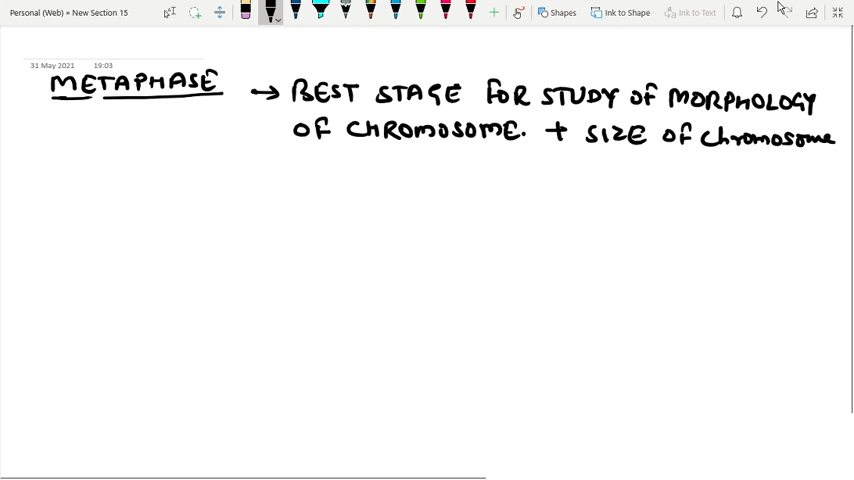 Personal (Web) » New Section 15
Shapes
Ink to Shape
Ink to Text
31 May 2021 19:03
METAPHASE → BEST STAGE FOR STUDY OF MORPHOLOGY
OF CHROMOSOME. + SIZE OF Chromosome